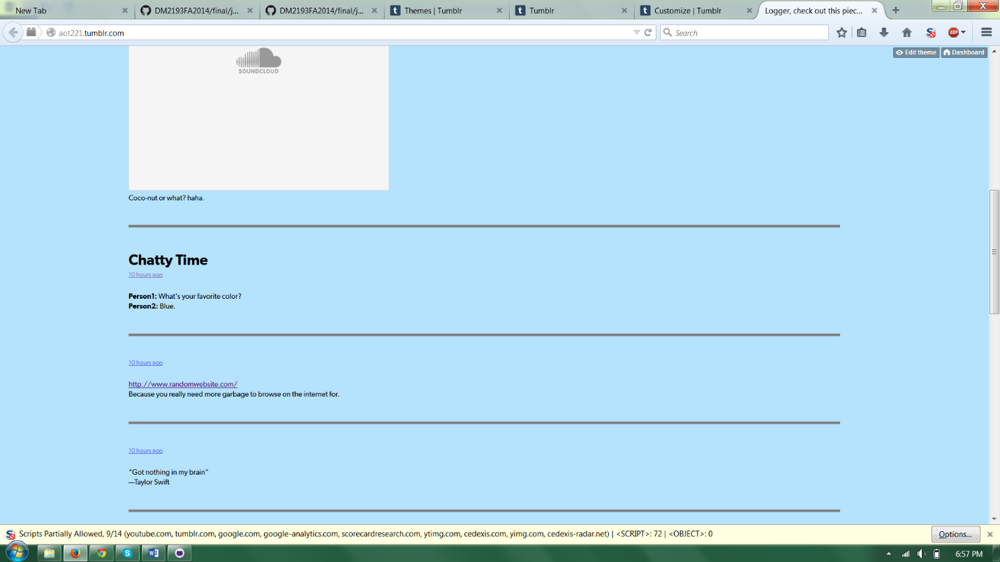 New Tab
DM2193FA2014/final/j...
DM2193FA2014/final/j...
Themes | Tumblr
Tumblr
Customize | Tumblr
Logger, check out this piec...
aot221.tumblr.com
Search
ABP
Edit theme
Dashboard
SOUNDCLOUD
Coco-nut or what? haha.
Chatty Time
10 hours ago
Person1: What's your favorite color?
Person2: Blue.
10 hours ago
http://www.randomwebsite.com/
Because you really need more garbage to browse on the internet for.
10 hours ago
“Got nothing in my brain”
—Taylor Swift
Scripts Partially Allowed, 9/14 (youtube.com, tumblr.com, google.com, google-analytics.com, scorecardresearch.com, ytimg.com, cedexis.com, yimg.com, cedexis-radar.net) | <SCRIPT>: 72 | <OBJECT>: 0
Options...
6:57 PM